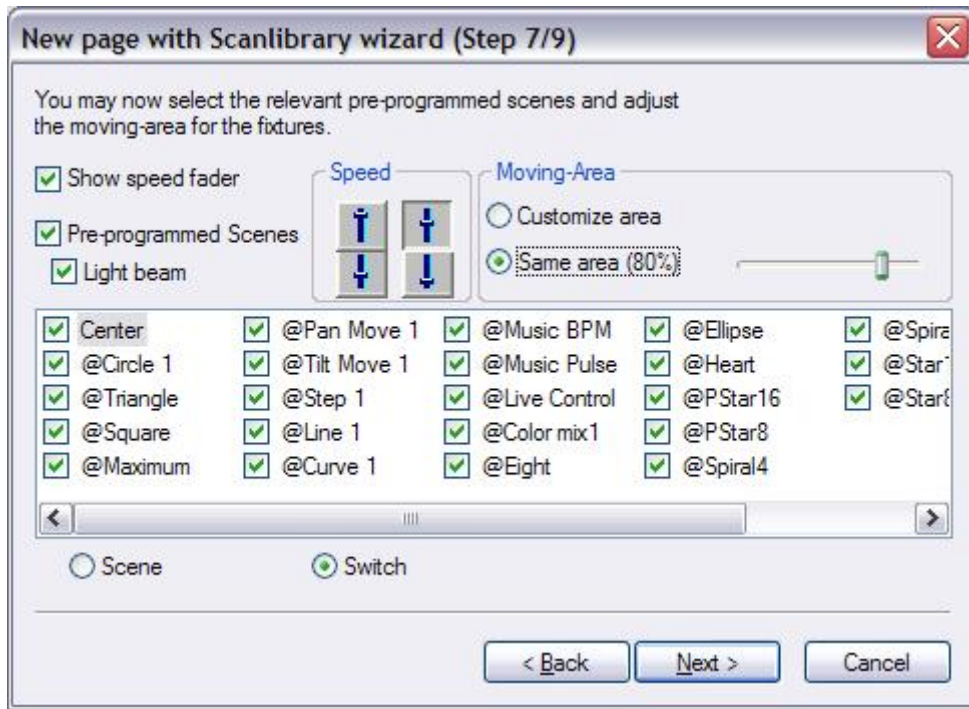 New page with Scanlibrary wizard (Step 7/9)
You may now select the relevant pre-programmed scenes and adjust
the moving-area for the fixtures.
Show speed fader
Pre-programmed Scenes
Light beam
Speed
Moving-Area
Customize area
Same area (80%)
Center @Pan Move 1 @Music BPM @Ellipse @Spira
@Circle 1 @Tilt Move 1 @Music Pulse @Heart @Star
@Triangle @Step 1 @Live Control @PStar16 @Star
@Square @Line 1 @Color mix1 @PStar8
@Maximum @Curve 1 @Eight @Spiral4
Scene Switch
< Back Next > Cancel